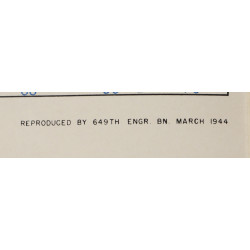 REPRODUCED BY 649TH ENGR. BN. MARCH 1944